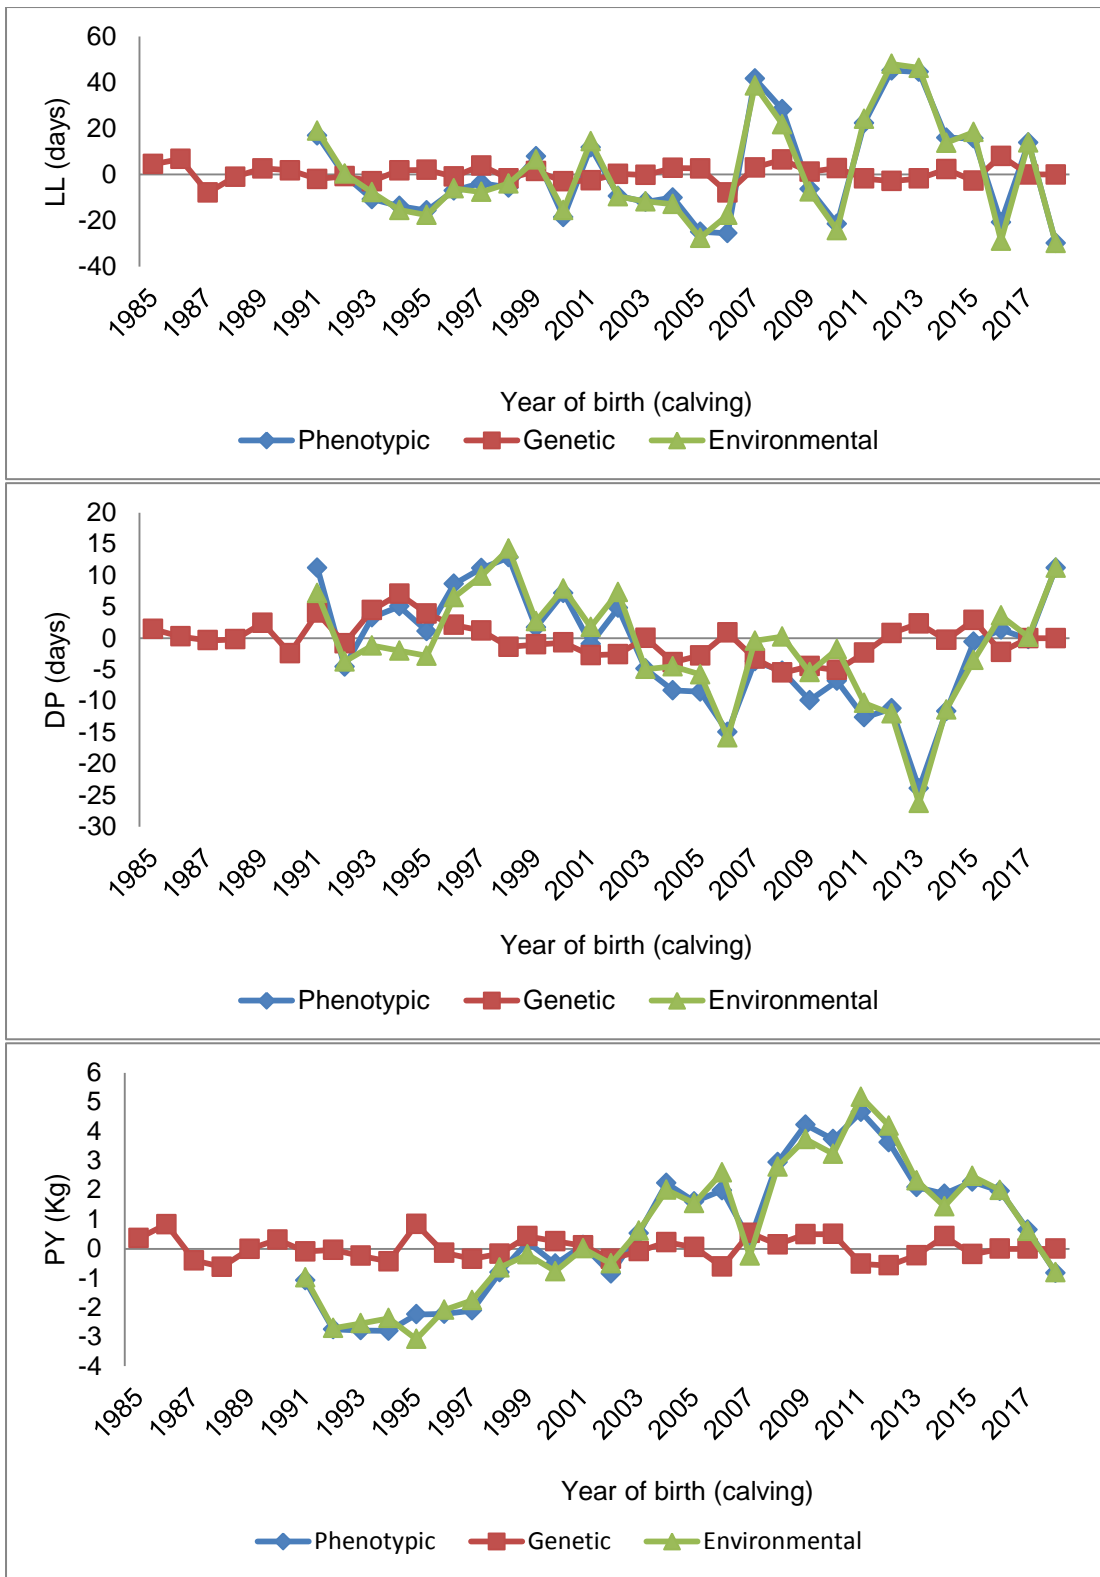 60
40
20
0
-20
-40
LL (days)
1985 1987 1989 1991 1993 1995 1997 1999 2001 2003 2005 2007 2009 2011 2013 2015 2017
Year of birth (calving)
Phenotypic Genetic Environmental
20
15
10
5
0
-5
-10
-15
-20
-25
-30
DP (days)
1985 1987 1989 1991 1993 1995 1997 1999 2001 2003 2005 2007 2009 2011 2013 2015 2017
Year of birth (calving)
Phenotypic Genetic Environmental
6
5
4
3
2
1
0
-1
-2
-3
-4
PY (Kg)
1985 1987 1989 1991 1993 1995 1997 1999 2001 2003 2005 2007 2009 2011 2013 2015 2017
Year of birth (calving)
Phenotypic Genetic Environmental